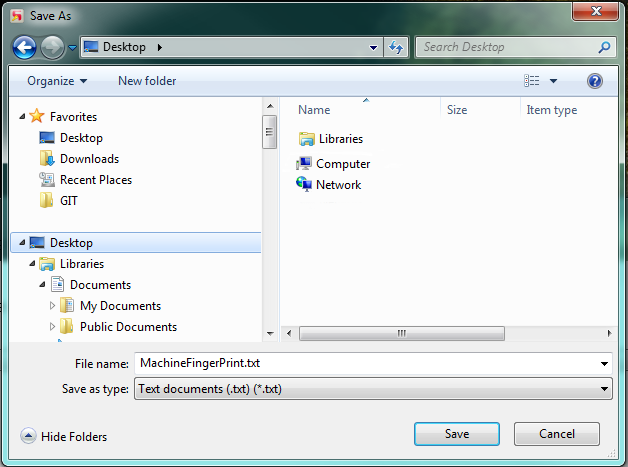 Save As
Desktop
Search Desktop
Organize New folder
Favorites
Desktop
Downloads
Recent Places
GIT
Desktop
Libraries
Documents
My Documents
Public Documents
Name Size Item type
Libraries
Computer
Network
File name: MachineFingerPrint.txt
Save as type: Text documents (.txt) (*.txt)
Hide Folders Save Cancel